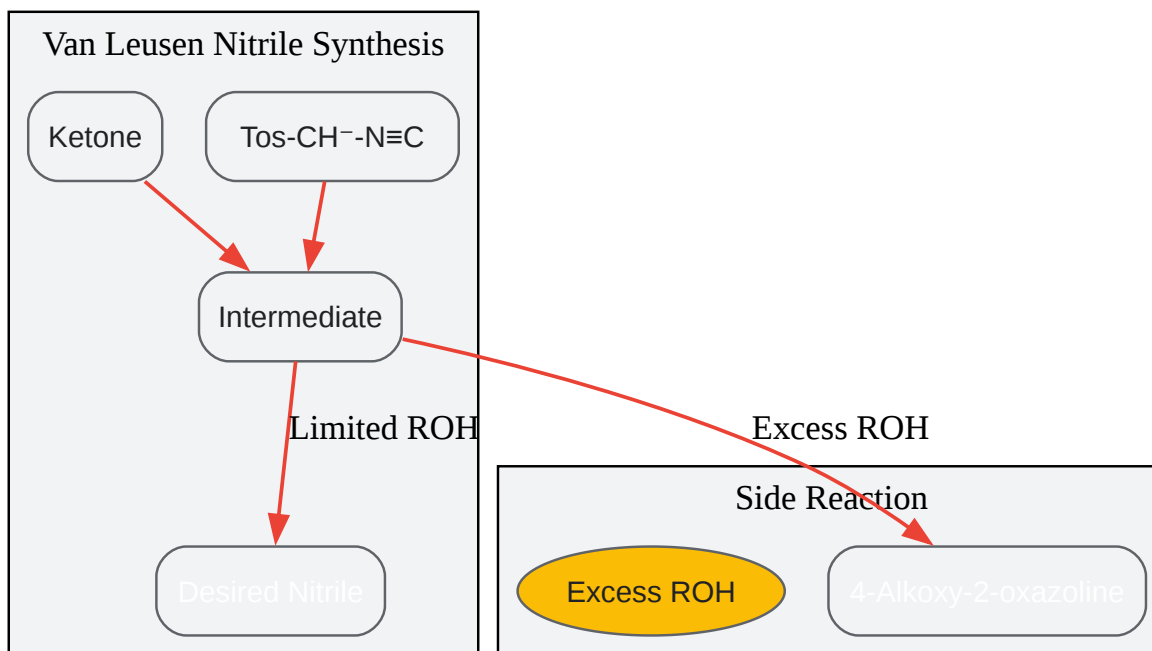 Van Leusen Nitrile Synthesis
Ketone
Tos-CH⁻-N≡C
Intermediate
Limited ROH
Excess ROH
Desired Nitrile
Side Reaction
Excess ROH
4-Alkoxy-2-oxazoline